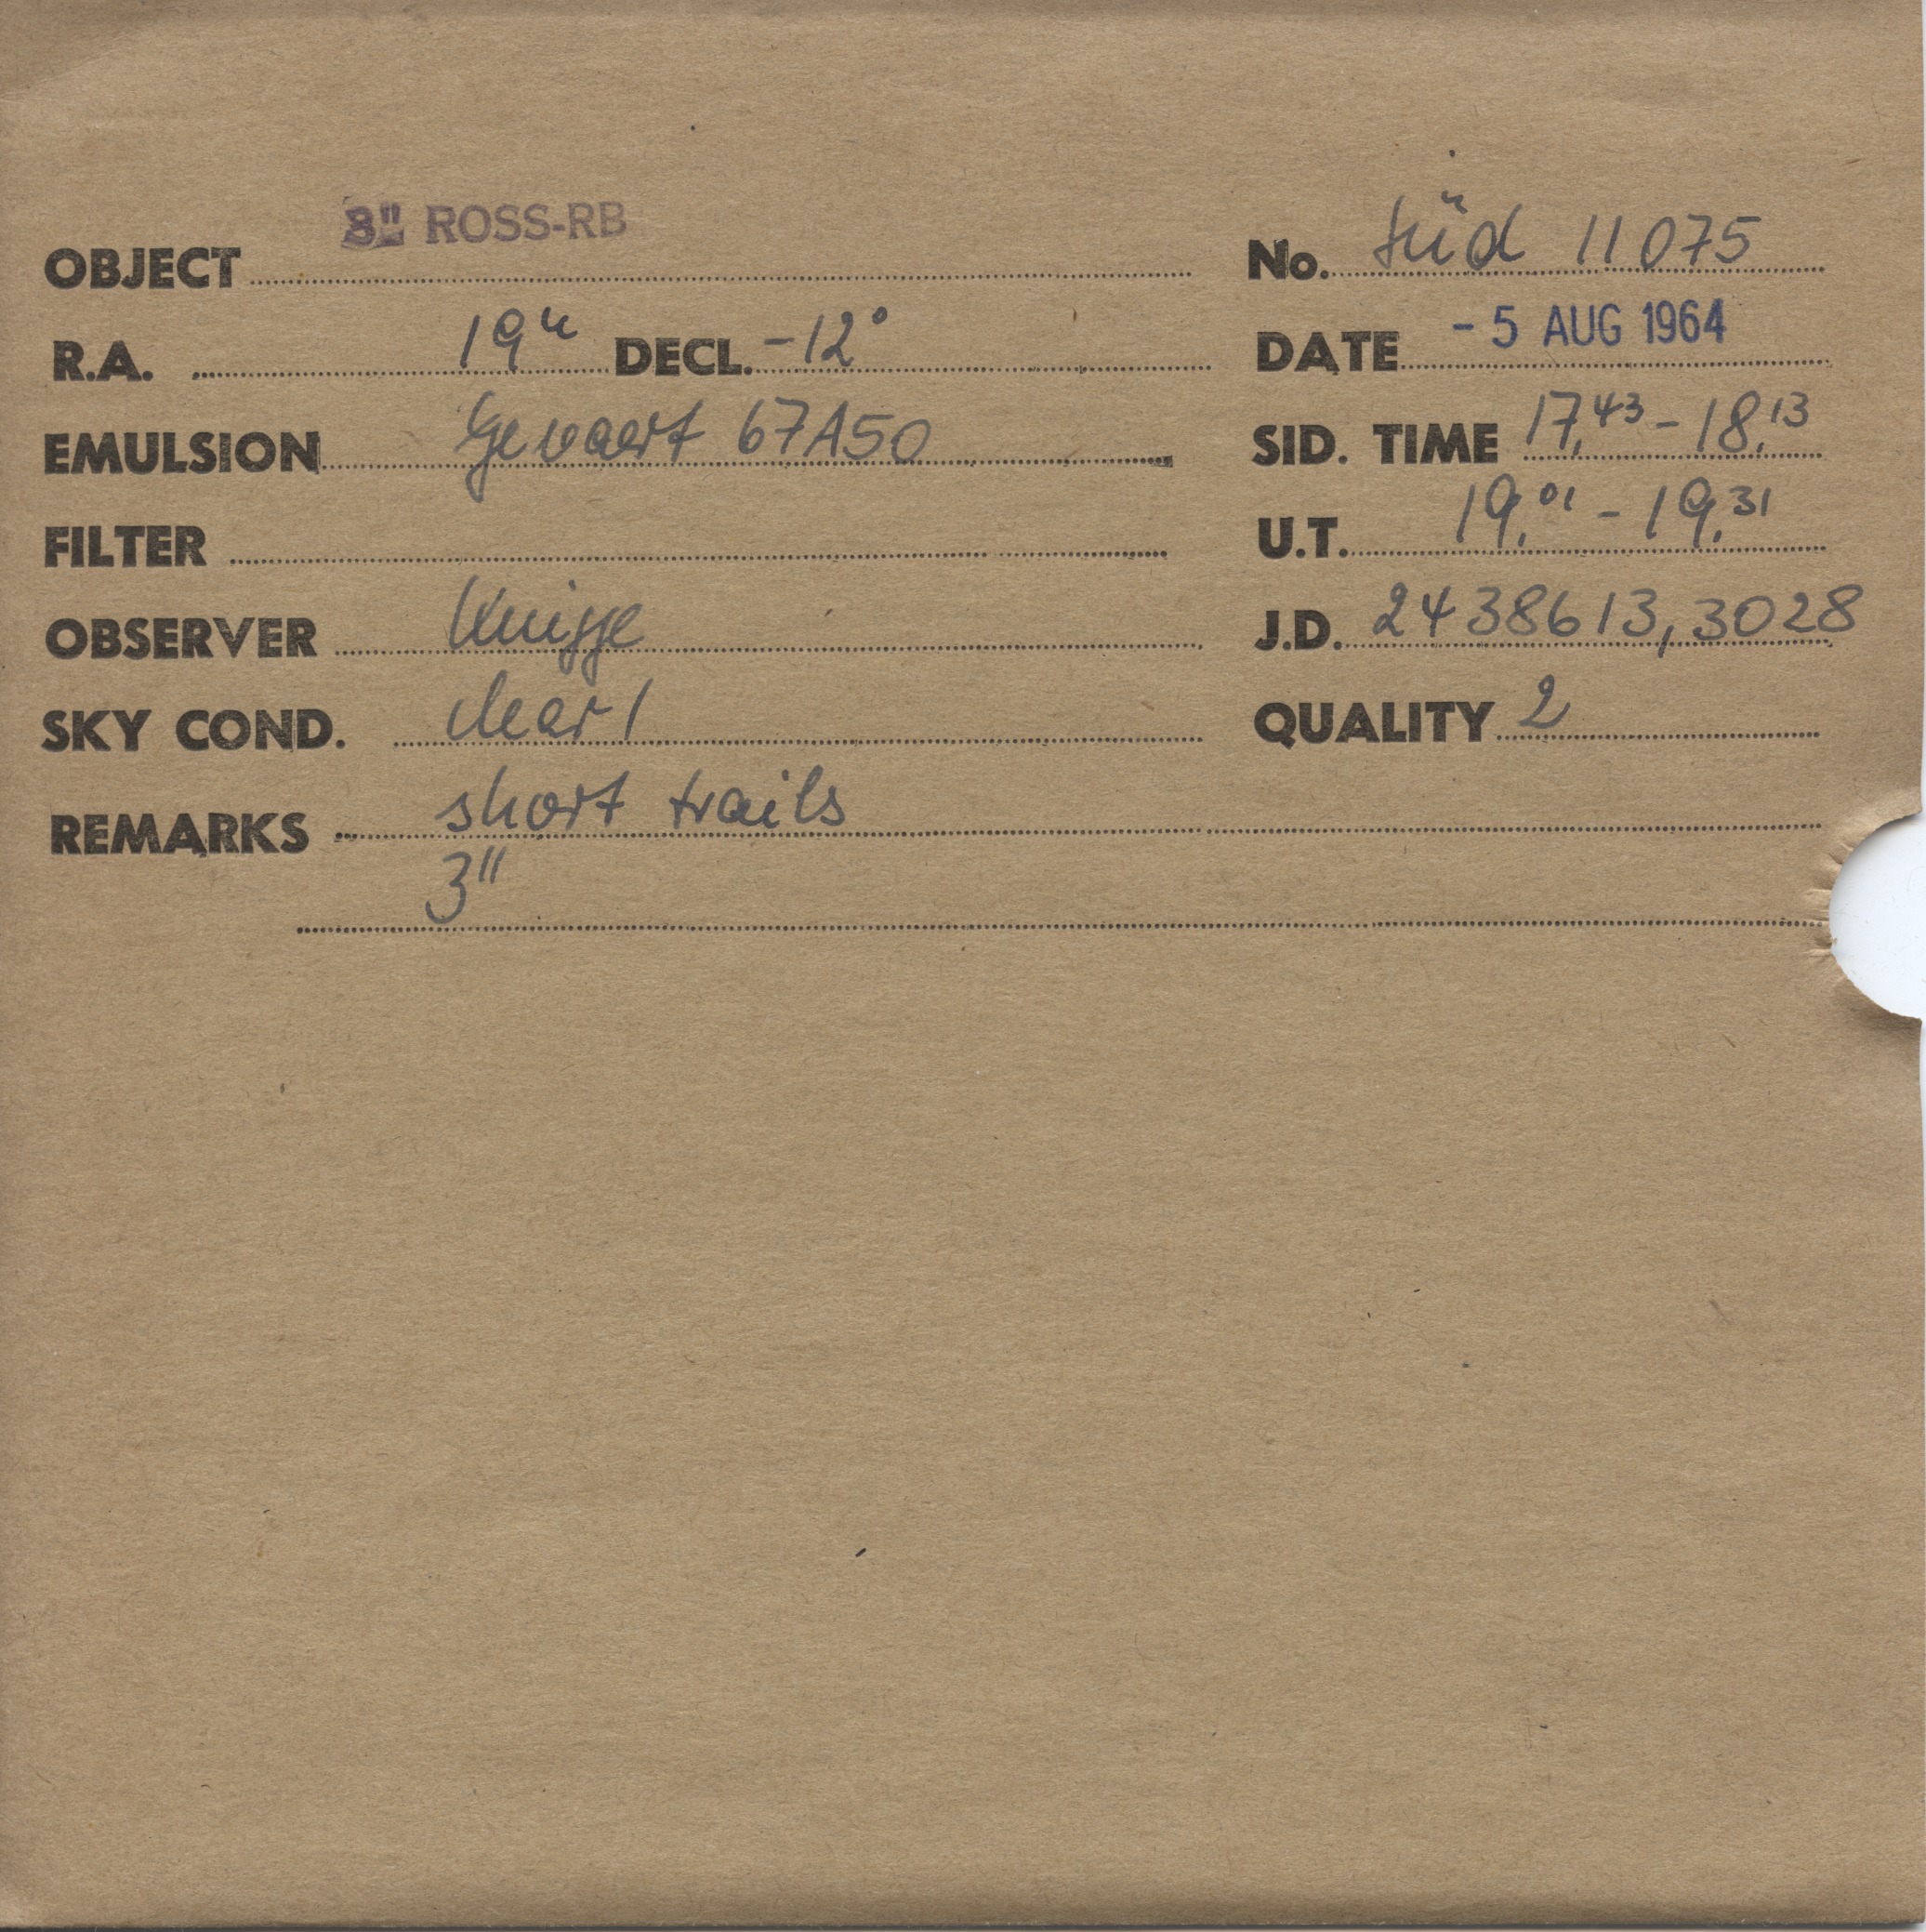 3" ROSS-RB
OBJECT No. Süd 11075
R.A. 19h DECL. -12° DATE - 5 AUG 1964
EMULSION Gevaert 67A50 SID. TIME 17,43 - 18,13
FILTER U.T. 19,01 - 19,31
OBSERVER Knigge J.D. 2438613,3028
SKY COND. clear 1 QUALITY 2
REMARKS short trails
3"